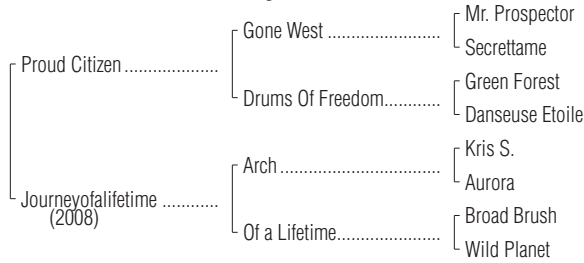 Mr. Prospector
Gone West ......................
Secrettame
Proud Citizen ....................
Green Forest
Drums Of Freedom............
Danseuse Etoile
Kris S.
Arch ................................
Aurora
Journeyofalifetime ............
(2008)
Broad Brush
Of a Lifetime......................
Wild Planet